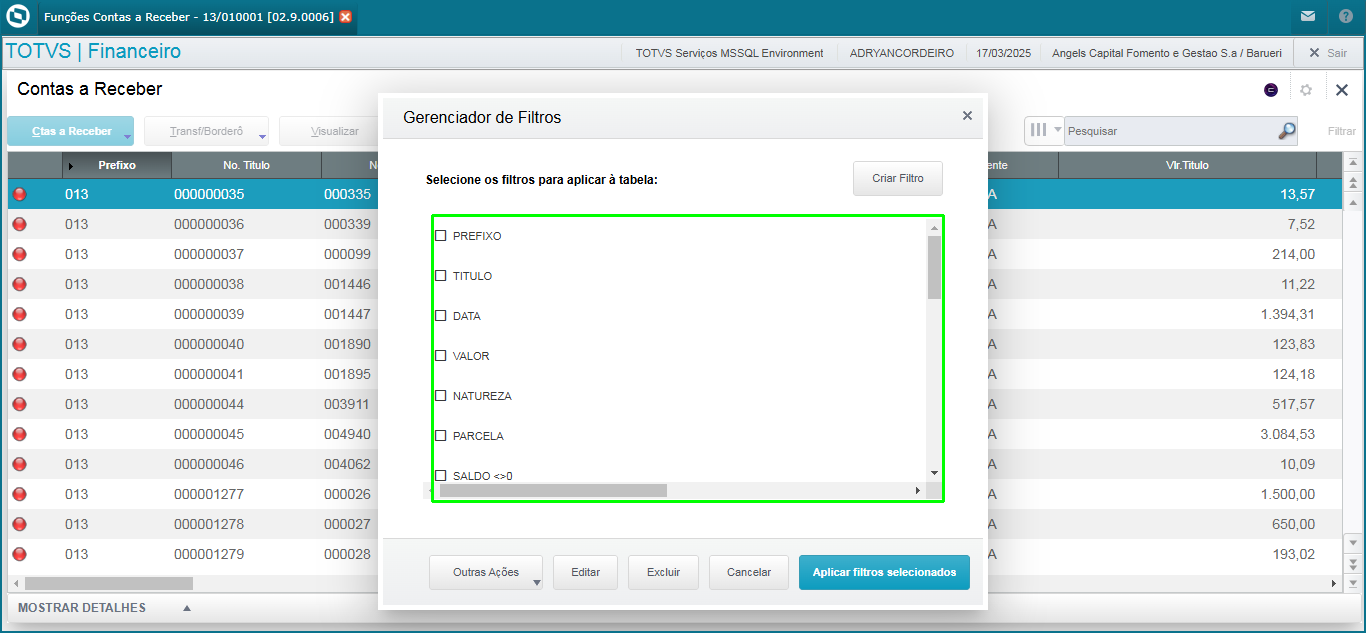 Funções Contas a Receber - 13/010001 [02.9.0006]
TOTVS | Financeiro
TOTVS Serviços MSSQL Environment
ADRYANCORDEIRO
17/03/2025
Angels Capital Fomento e Gestao S.a / Barueri
Sair
Contas a Receber
Ctas a Receber
Transf/Borderô
Visualizar
Pesquisar
Filtrar
Prefixo No. Titulo N ente Vlr.Titulo
013 000000035 000335 A 13,57
013 000000036 000339 A 7,52
013 000000037 000099 A 214,00
013 000000038 001446 A 11,22
013 000000039 001447 A 1.394,31
013 000000040 001890 A 123,83
013 000000041 001895 A 124,18
013 000000044 003911 A 517,57
013 000000045 004940 A 3.084,53
013 000000046 004062 A 10,09
013 000001277 000026 A 1.500,00
013 000001278 000027 A 650,00
013 000001279 000028 A 193,02
MOSTRAR DETALHES
Gerenciador de Filtros
Selecione os filtros para aplicar à tabela:
Criar Filtro
PREFIXO
TITULO
DATA
VALOR
NATUREZA
PARCELA
SALDO <>0
Outras Ações
Editar
Excluir
Cancelar
Aplicar filtros selecionados